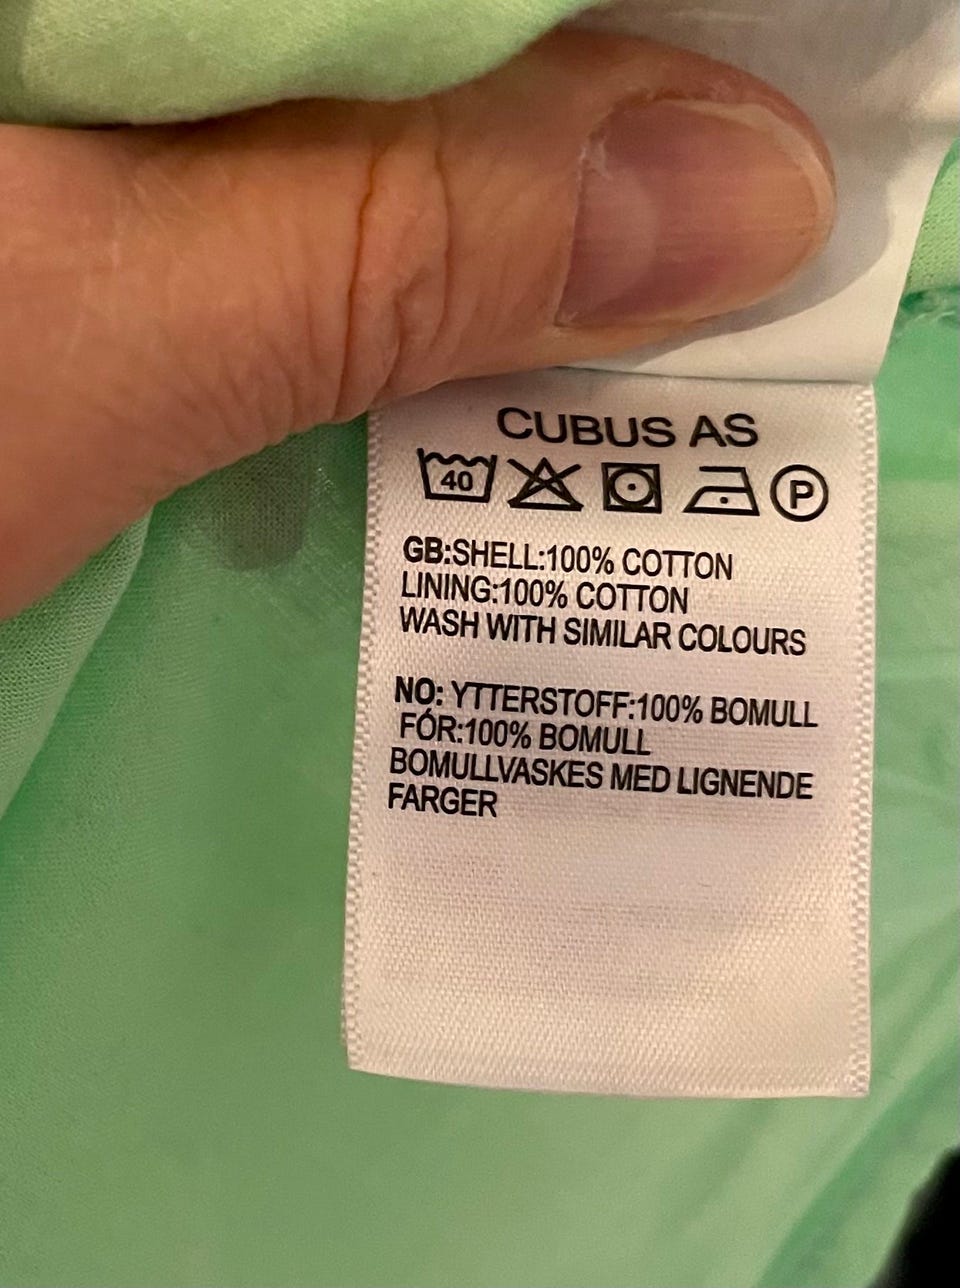 CUBUS AS
40 P
GB:SHELL:100% COTTON
LINING:100% COTTON
WASH WITH SIMILAR COLOURS
NO: YTTERSTOFF:100% BOMULL
FÓR:100% BOMULL
BOMULLVASKES MED LIGNENDE
FARGER